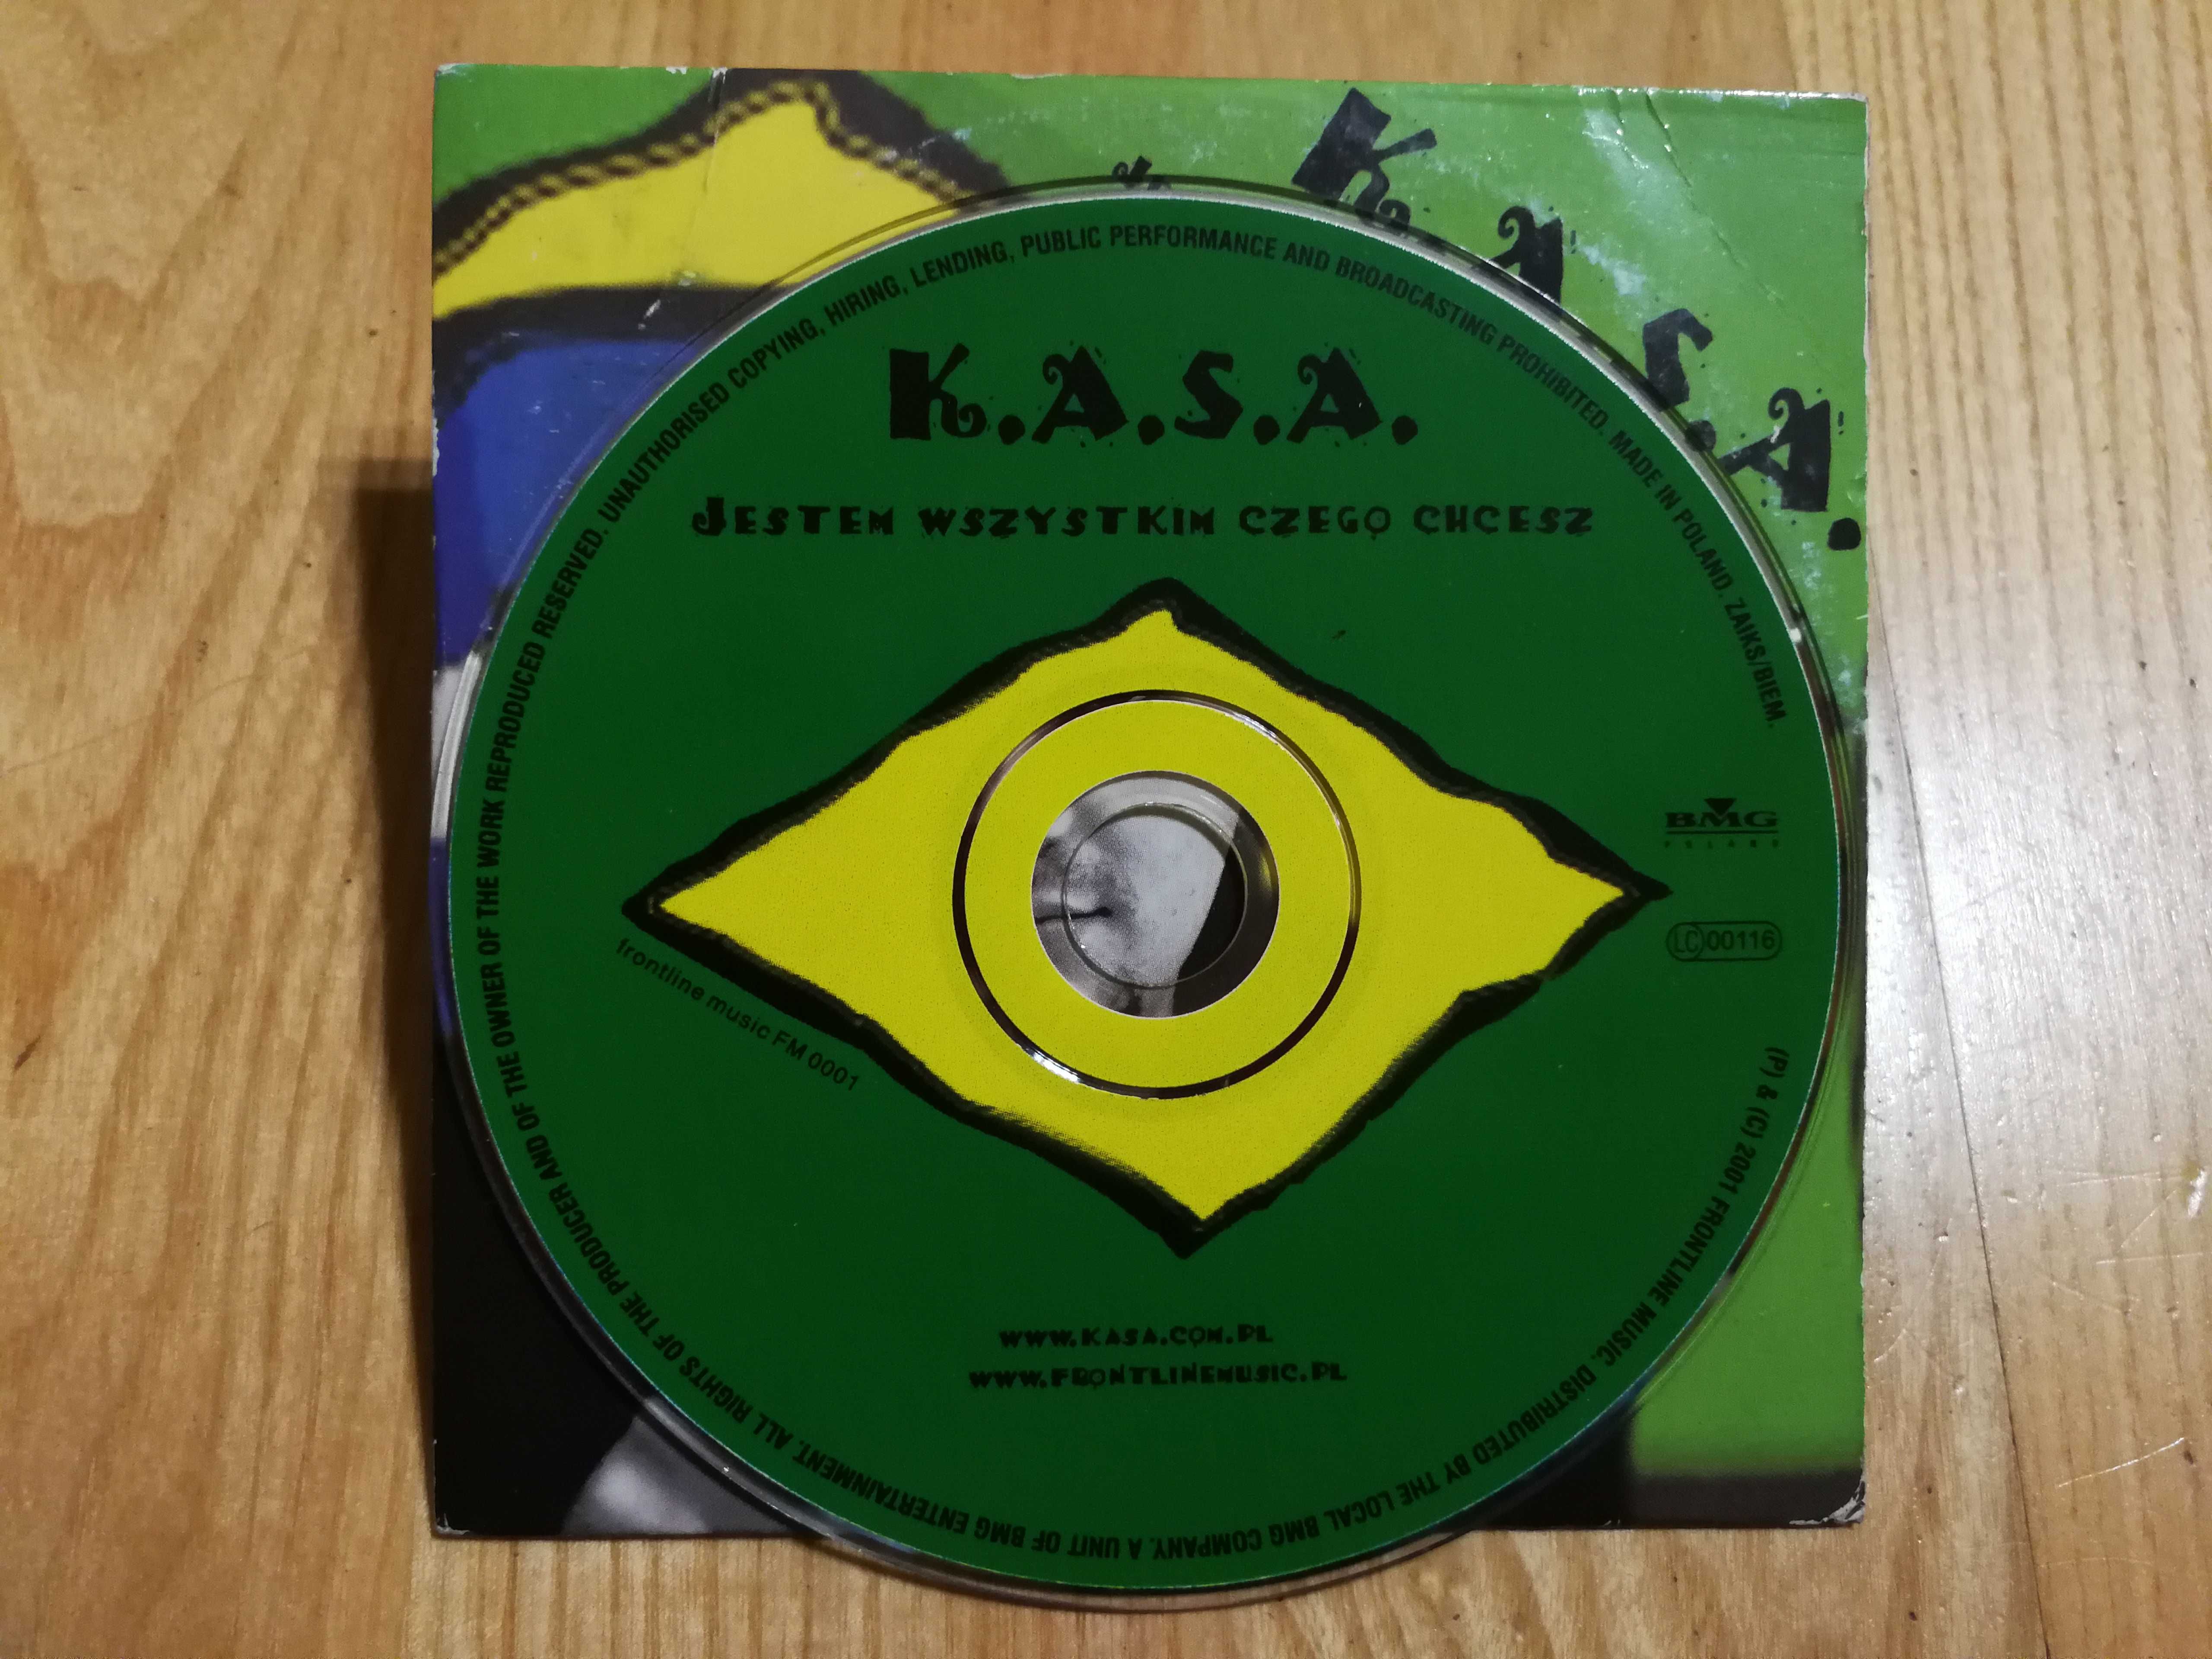 K.A.S.A.
K.A.S.A.
JESTEM WSZYSTKIM CZEGO CHCESZ
BMG
POLAND
LC 00116
frontline music FM 0001
WWW.KASA.COM.PL
WWW.FRONTLINEMUSIC.PL
(P) & (C) 2001 FRONTLINE MUSIC. DISTRIBUTED BY THE LOCAL BMG COMPANY. A UNIT OF BMG ENTERTAINMENT. ALL RIGHTS OF THE PRODUCER AND OF THE OWNER OF THE WORK REPRODUCED RESERVED. UNAUTHORISED COPYING, HIRING, LENDING, PUBLIC PERFORMANCE AND BROADCASTING PROHIBITED. MADE IN POLAND. ZAIKS/BIEM.